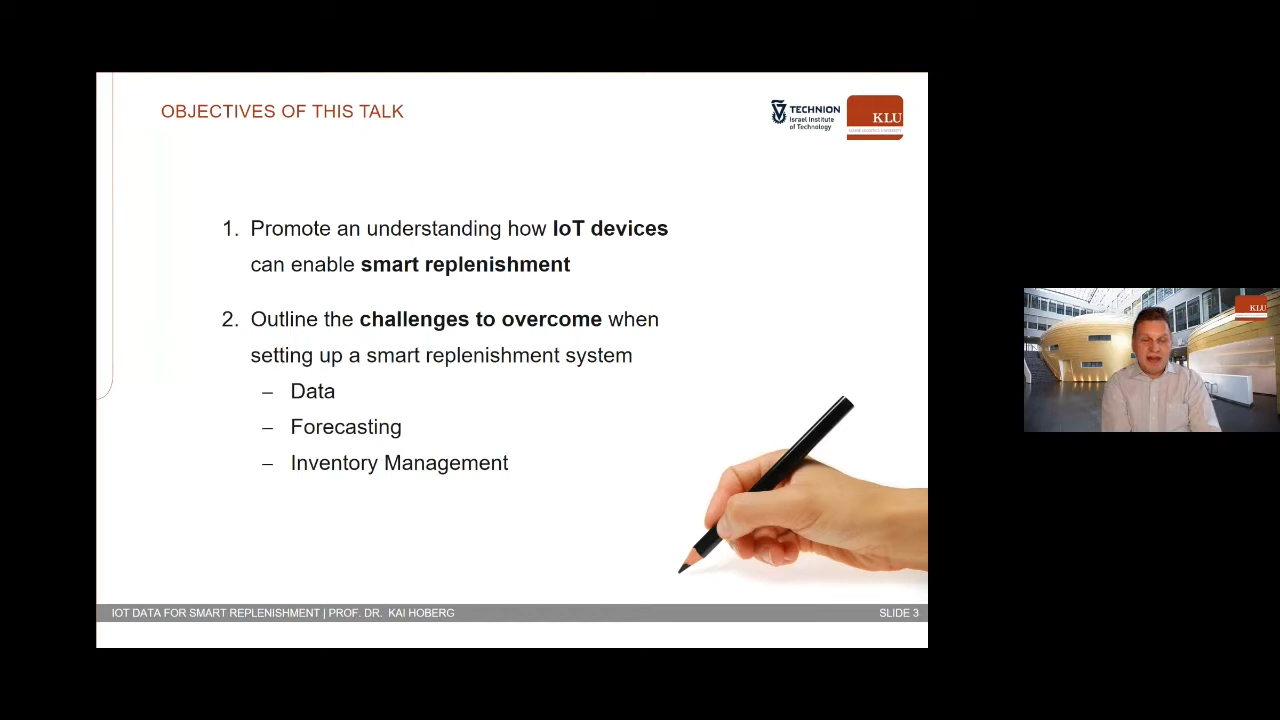 OBJECTIVES OF THIS TALK
TECHNION
Israel Institute
of Technology
KLU
1. Promote an understanding how IoT devices
can enable smart replenishment
2. Outline the challenges to overcome when
setting up a smart replenishment system
– Data
– Forecasting
– Inventory Management
IOT DATA FOR SMART REPLENISHMENT | PROF. DR. KAI HOBERG
SLIDE 3
KLU